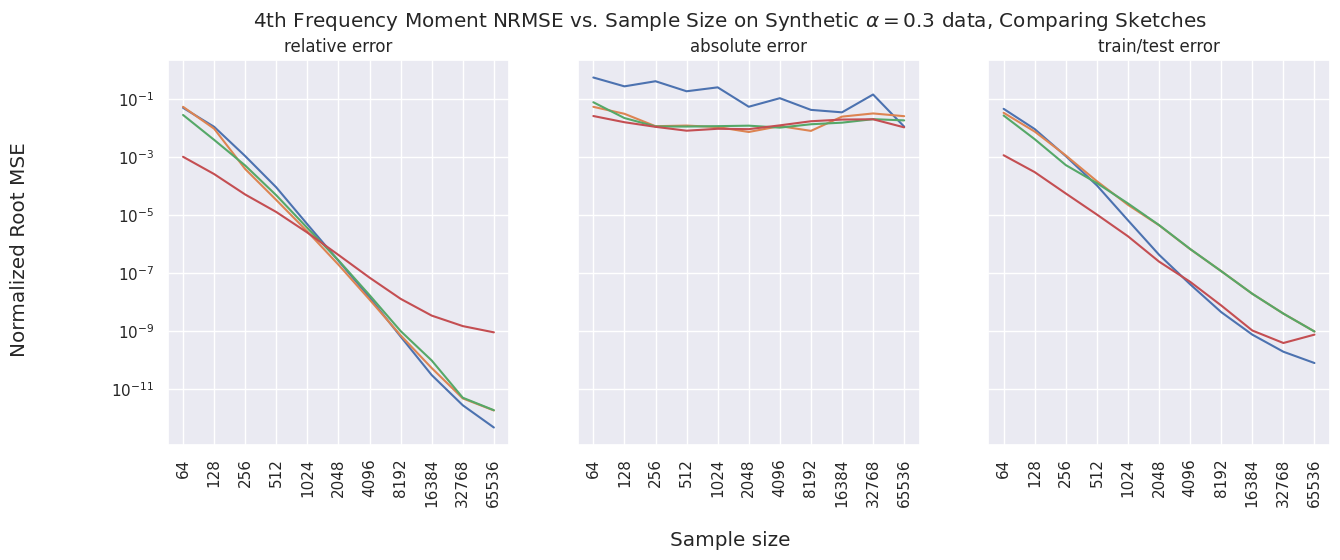 4th Frequency Moment NRMSE vs. Sample Size on Synthetic α = 0.3 data, Comparing Sketches
relative error
absolute error
train/test error
Normalized Root MSE
10⁻¹
10⁻³
10⁻⁵
10⁻⁷
10⁻⁹
10⁻¹¹
64 128 256 512 1024 2048 4096 8192 16384 32768 65536
64 128 256 512 1024 2048 4096 8192 16384 32768 65536
64 128 256 512 1024 2048 4096 8192 16384 32768 65536
Sample size